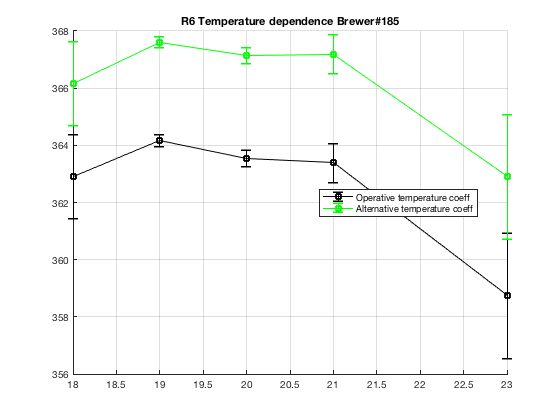 R6 Temperature dependence Brewer#185
368
366
364
362
360
358
356
Operative temperature coeff
Alternative temperature coeff
18 18.5 19 19.5 20 20.5 21 21.5 22 22.5 23